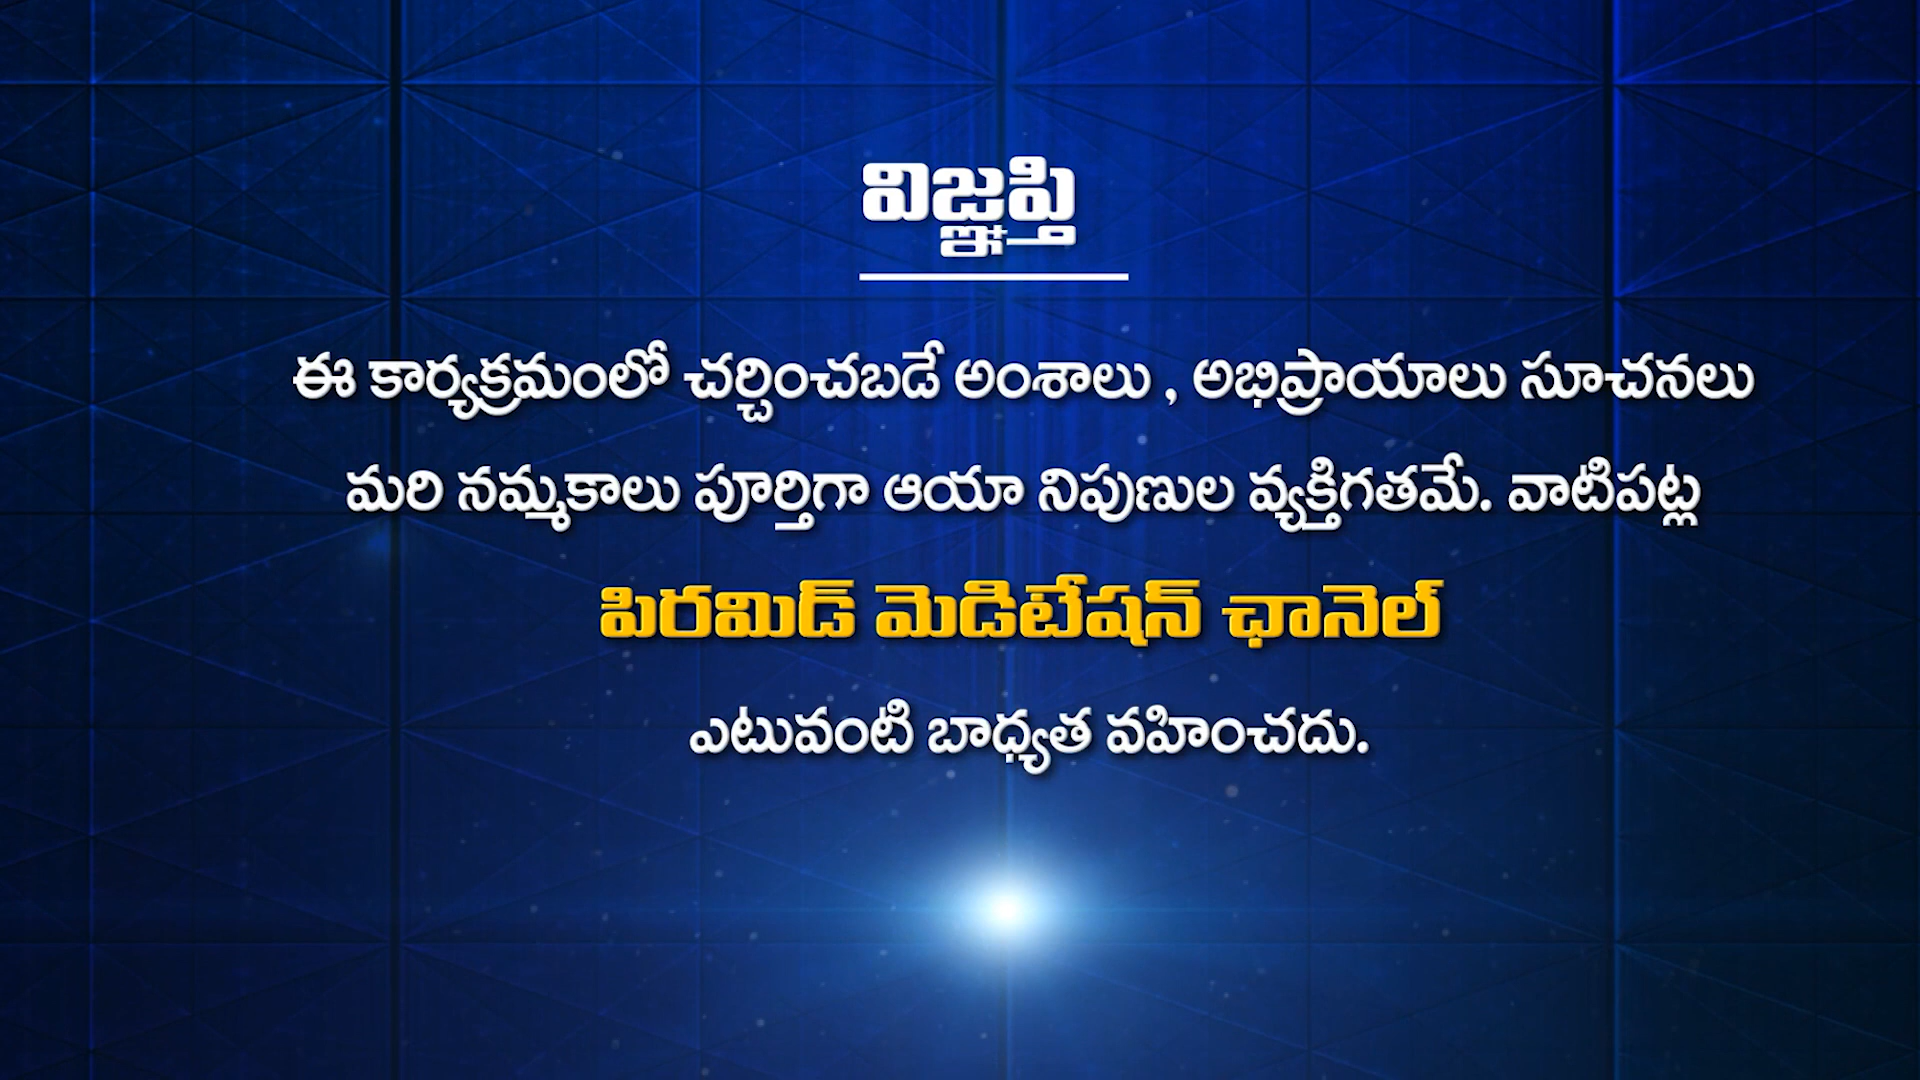 విజ్ఞప్తి
ఈ కార్యక్రమంలో చర్చించబడే అంశాలు , అభిప్రాయాలు సూచనలు
మరి నమ్మకాలు పూర్తిగా ఆయా నిపుణుల వ్యక్తిగతమే. వాటిపట్ల
పిరమిడ్ మెడిటేషన్ ఛానెల్
ఎటువంటి బాధ్యత వహించదు.